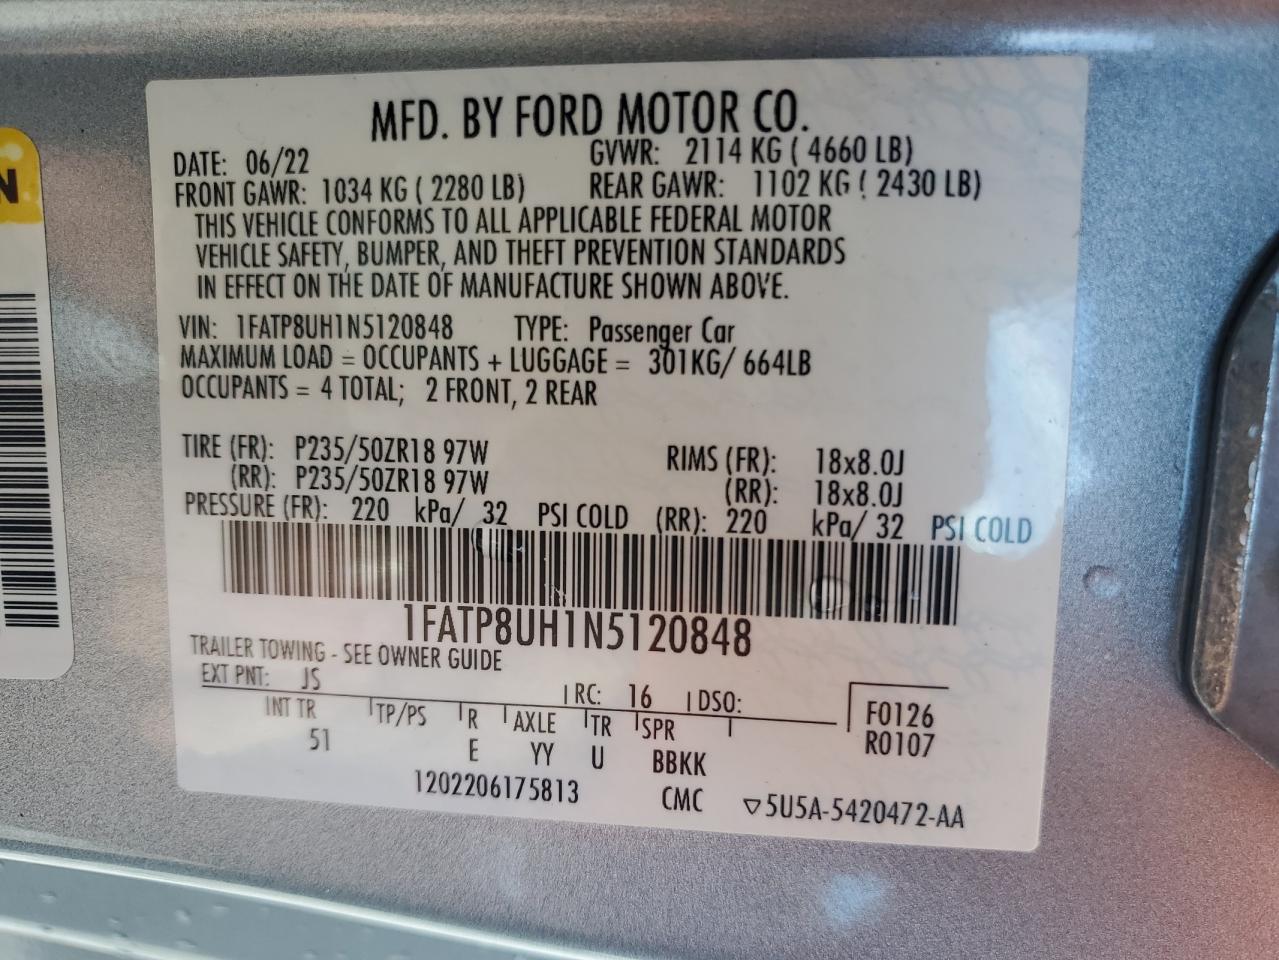 N
MFD. BY FORD MOTOR CO.
DATE: 06/22 GVWR: 2114 KG ( 4660 LB)
FRONT GAWR: 1034 KG ( 2280 LB) REAR GAWR: 1102 KG ( 2430 LB)
THIS VEHICLE CONFORMS TO ALL APPLICABLE FEDERAL MOTOR
VEHICLE SAFETY, BUMPER, AND THEFT PREVENTION STANDARDS
IN EFFECT ON THE DATE OF MANUFACTURE SHOWN ABOVE.
VIN: 1FATP8UH1N5120848 TYPE: Passenger Car
MAXIMUM LOAD = OCCUPANTS + LUGGAGE = 301KG/ 664LB
OCCUPANTS = 4 TOTAL; 2 FRONT, 2 REAR
TIRE (FR): P235/50ZR18 97W RIMS (FR): 18x8.0J
(RR): P235/50ZR18 97W (RR): 18x8.0J
PRESSURE (FR): 220 kPa/ 32 PSI COLD (RR): 220 kPa/ 32 PSI COLD
1FATP8UH1N5120848
TRAILER TOWING - SEE OWNER GUIDE
EXT PNT: JS RC: 16 DSO:
INT TR TP/PS R AXLE TR SPR F0126
51 E YY U BBKK R0107
1202206175813 CMC ▽5U5A-5420472-AA